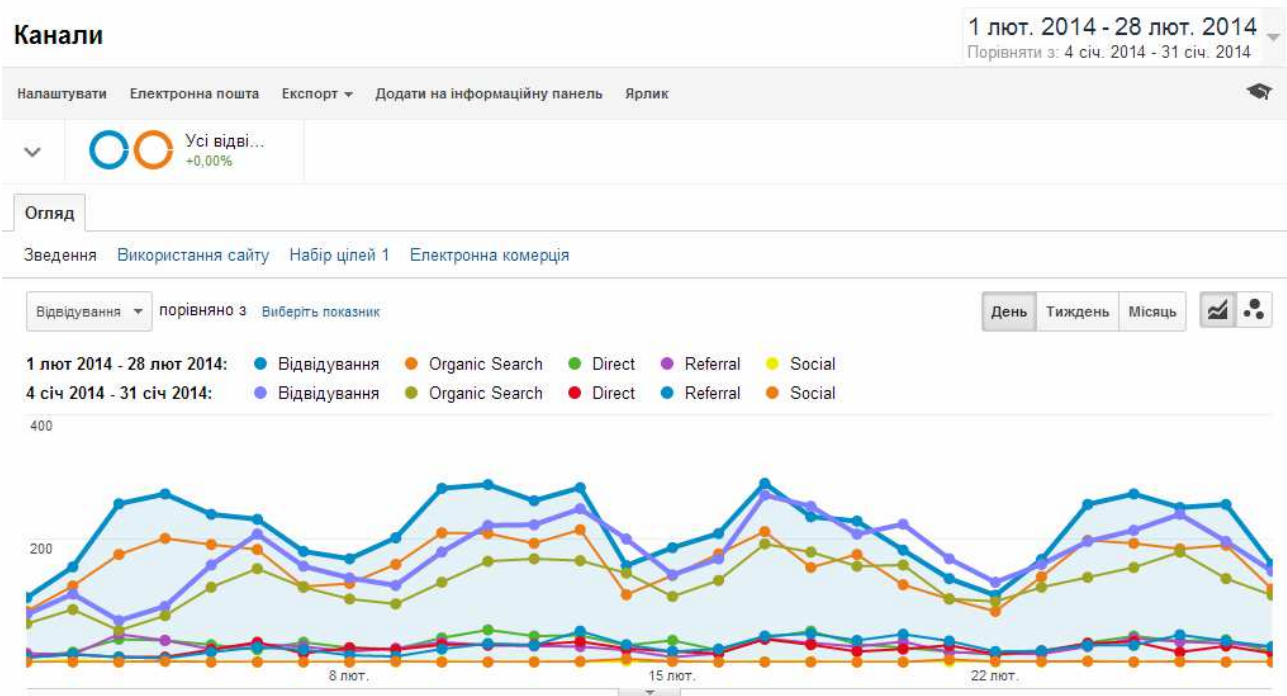 Канали
1 лют. 2014 - 28 лют. 2014
Порівняти з: 4 січ. 2014 - 31 січ. 2014
Налаштувати Електронна пошта Експорт Додати на інформаційну панель Ярлик
Усі відві...
+0,00%
Огляд
Зведення Використання сайту Набір цілей 1 Електронна комерція
Відвідування порівняно з Виберіть показник День Тиждень Місяць
1 лют 2014 - 28 лют 2014: Відвідування Organic Search Direct Referral Social
4 січ 2014 - 31 січ 2014: Відвідування Organic Search Direct Referral Social
400
200
8 лют. 15 лют. 22 лют.